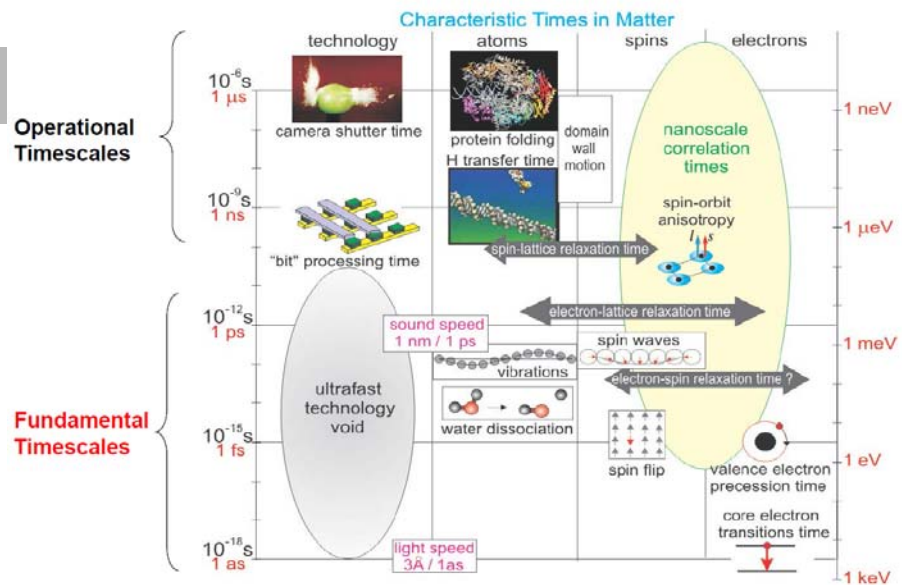 Characteristic Times in Matter
technology
atoms
spins
electrons
10⁻⁶s
1 μs
10⁻⁹s
1 ns
10⁻¹²s
1 ps
10⁻¹⁵s
1 fs
10⁻¹⁸s
1 as
Operational
Timescales
Fundamental
Timescales
camera shutter time
"bit" processing time
ultrafast
technology
void
protein folding
H transfer time
domain
wall
motion
nanoscale
correlation
times
spin-orbit
anisotropy
l s
spin-lattice relaxation time
electron-lattice relaxation time
sound speed
1 nm / 1 ps
vibrations
spin waves
electron-spin relaxation time ?
water dissociation
spin flip
valence electron
precession time
core electron
transitions time
light speed
3Å / 1as
1 neV
1 μeV
1 meV
1 eV
1 keV